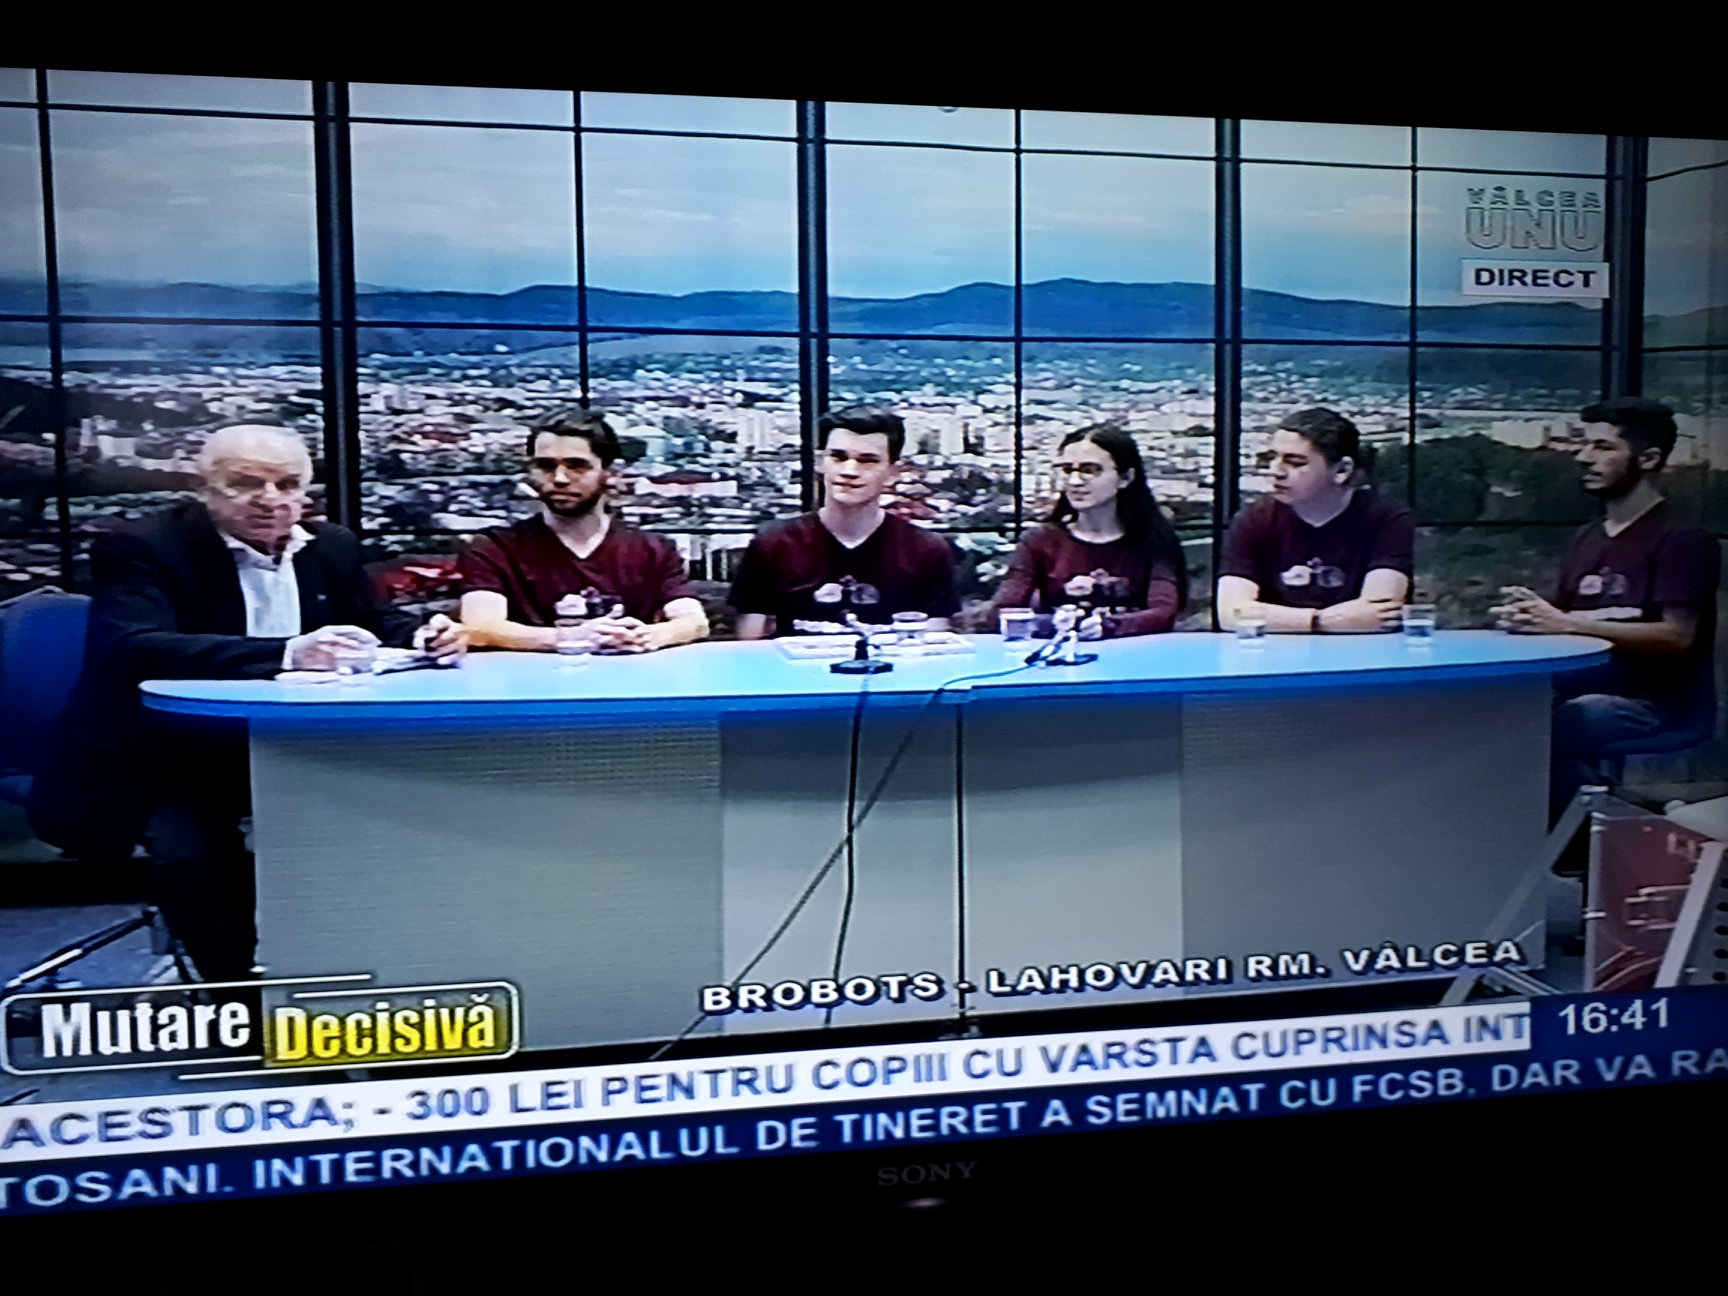 VÂLCEA
UNU
DIRECT
BROBOTS - LAHOVARI RM. VÂLCEA
Mutare Decisivă
16:41
ACESTORA; - 300 LEI PENTRU COPIII CU VARSTA CUPRINSA INT
TOSANI. INTERNATIONALUL DE TINERET A SEMNAT CU FCSB, DAR VA RA
SONY